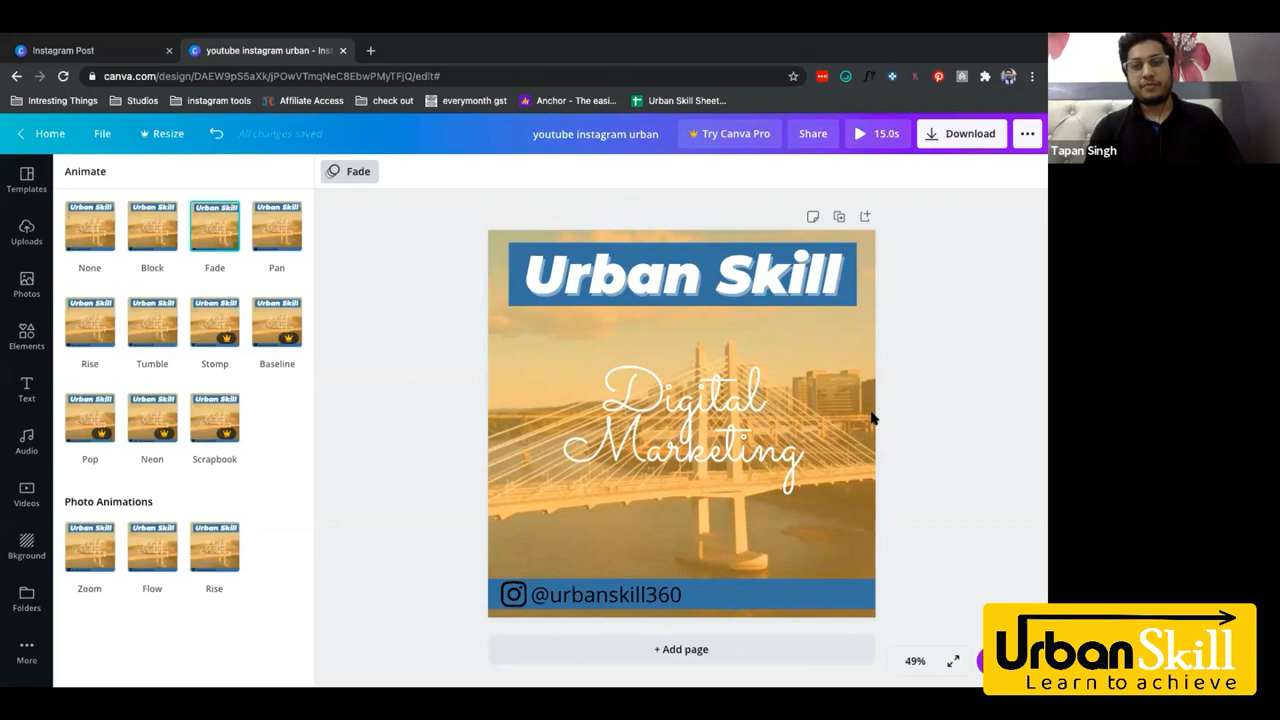 Instagram Post
youtube instagram urban - Ins
canva.com/design/DAEW9pS5aXk/jPOwVTmqNeC8EbwPMyTFjQ/edit#
Intresting Things
Studios
instagram tools
Affiliate Access
check out
everymonth gst
Anchor - The easi...
Urban Skill Sheet...
Home
File
Resize
All changes saved
youtube instagram urban
Try Canva Pro
Share
15.0s
Download
Tapan Singh
Templates
Uploads
Photos
Elements
Text
Audio
Videos
Bkground
Folders
More
Animate
Fade
None
Block
Fade
Pan
Rise
Tumble
Stomp
Baseline
Pop
Neon
Scrapbook
Photo Animations
Zoom
Flow
Rise
Urban Skill
Digital
Marketing
@urbanskill360
+ Add page
49%
Urban Skill
Learn to achieve